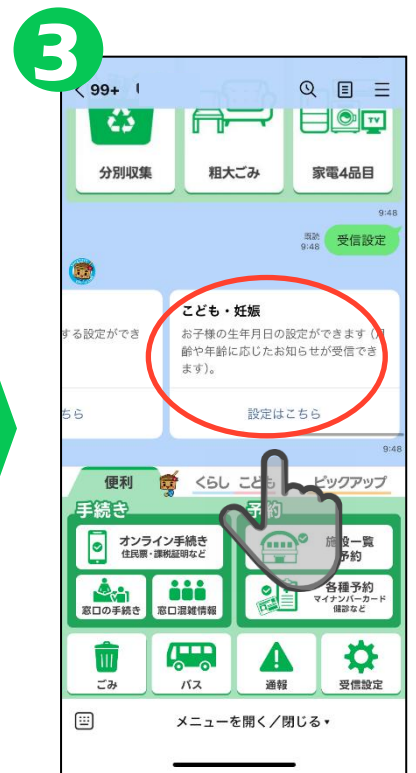 3
99+
TV
分別収集
粗大ごみ
家電4品目
9:48
既読
9:48
受信設定
こども・妊娠
する設定ができ
お子様の生年月日の設定ができます（月
齢や年齢に応じたお知らせが受信でき
ます）。
ちら
設定はこちら
9:48
便利
くらし
こども
ピックアップ
手続き
予約
オンライン手続き
住民票・課税証明など
施設一覧
予約
窓口の手続き
窓口混雑情報
各種予約
マイナンバーカード
健診など
ごみ
バス
通報
受信設定
メニューを開く／閉じる▾